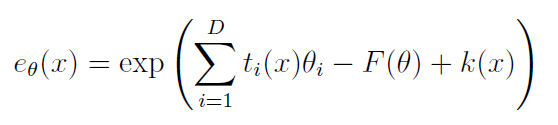 e_θ(x) = exp ( ∑_{i=1}^{D} t_i(x)θ_i − F(θ) + k(x) )